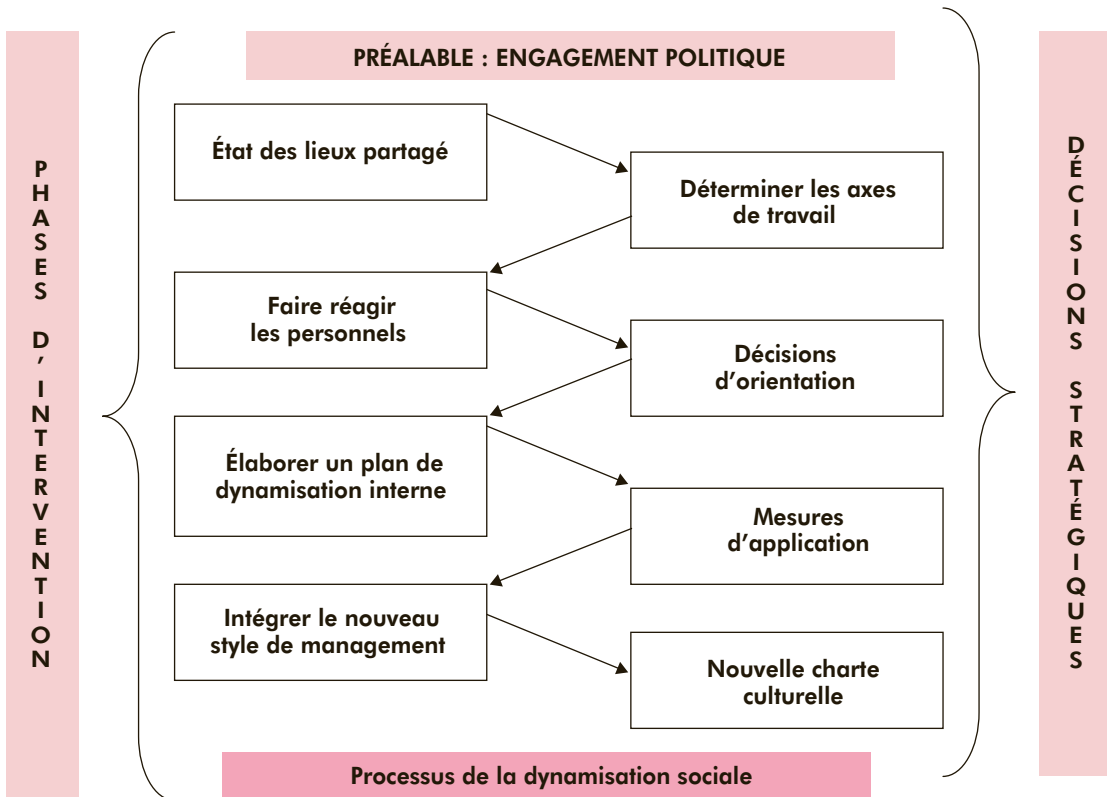 PRÉALABLE : ENGAGEMENT POLITIQUE
PHASES D’INTERVENTION
État des lieux partagé
Déterminer les axes
de travail
Faire réagir
les personnels
Décisions
d’orientation
Élaborer un plan de
dynamisation interne
Mesures
d’application
Intégrer le nouveau
style de management
Nouvelle charte
culturelle
DÉCISIONS STRATÉGIQUES
Processus de la dynamisation sociale